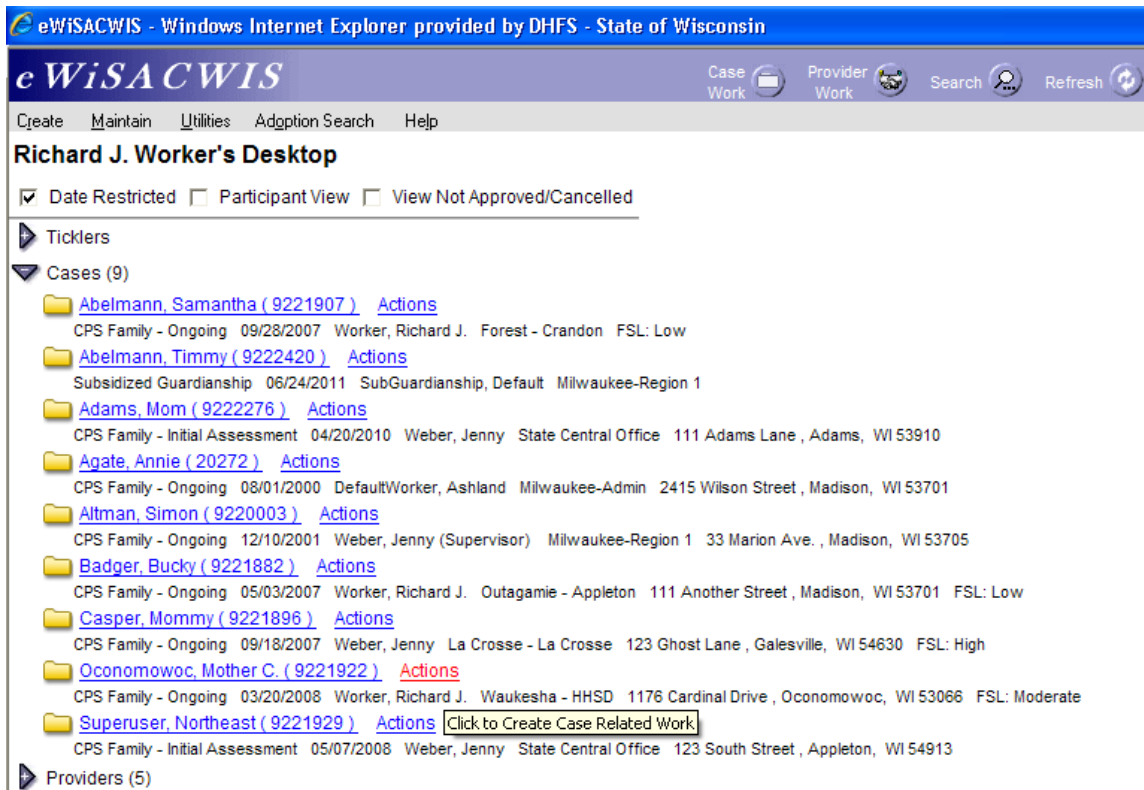 eWiSACWIS - Windows Internet Explorer provided by DHFS - State of Wisconsin
e WiSACWIS Case Work Provider Work Search Refresh
Create Maintain Utilities Adoption Search Help
Richard J. Worker's Desktop
Date Restricted Participant View View Not Approved/Cancelled
Ticklers
Cases (9)
Abelmann, Samantha ( 9221907 ) Actions
CPS Family - Ongoing 09/28/2007 Worker, Richard J. Forest - Crandon FSL: Low
Abelmann, Timmy ( 9222420 ) Actions
Subsidized Guardianship 06/24/2011 SubGuardianship, Default Milwaukee-Region 1
Adams, Mom ( 9222276 ) Actions
CPS Family - Initial Assessment 04/20/2010 Weber, Jenny State Central Office 111 Adams Lane , Adams, WI 53910
Agate, Annie ( 20272 ) Actions
CPS Family - Ongoing 08/01/2000 DefaultWorker, Ashland Milwaukee-Admin 2415 Wilson Street , Madison, WI 53701
Altman, Simon ( 9220003 ) Actions
CPS Family - Ongoing 12/10/2001 Weber, Jenny (Supervisor) Milwaukee-Region 1 33 Marion Ave. , Madison, WI 53705
Badger, Bucky ( 9221882 ) Actions
CPS Family - Ongoing 05/03/2007 Worker, Richard J. Outagamie - Appleton 111 Another Street , Madison, WI 53701 FSL: Low
Casper, Mommy ( 9221896 ) Actions
CPS Family - Ongoing 09/18/2007 Weber, Jenny La Crosse - La Crosse 123 Ghost Lane , Galesville, WI 54630 FSL: High
Oconomowoc, Mother C. ( 9221922 ) Actions
CPS Family - Ongoing 03/20/2008 Worker, Richard J. Waukesha - HHSD 1176 Cardinal Drive , Oconomowoc, WI 53066 FSL: Moderate
Superuser, Northeast ( 9221929 ) Actions Click to Create Case Related Work
CPS Family - Initial Assessment 05/07/2008 Weber, Jenny State Central Office 123 South Street , Appleton, WI 54913
Providers (5)